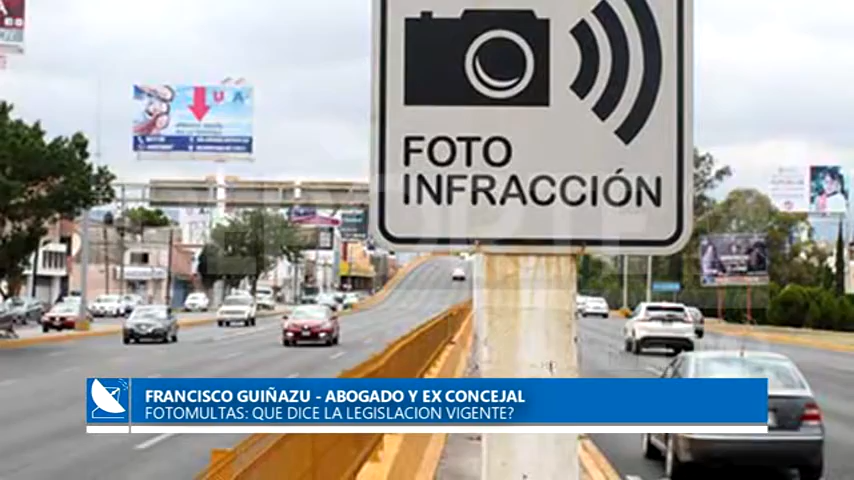 FOTO
INFRACCIÓN
FRANCISCO GUIÑAZU - ABOGADO Y EX CONCEJAL
FOTOMULTAS: QUE DICE LA LEGISLACION VIGENTE?